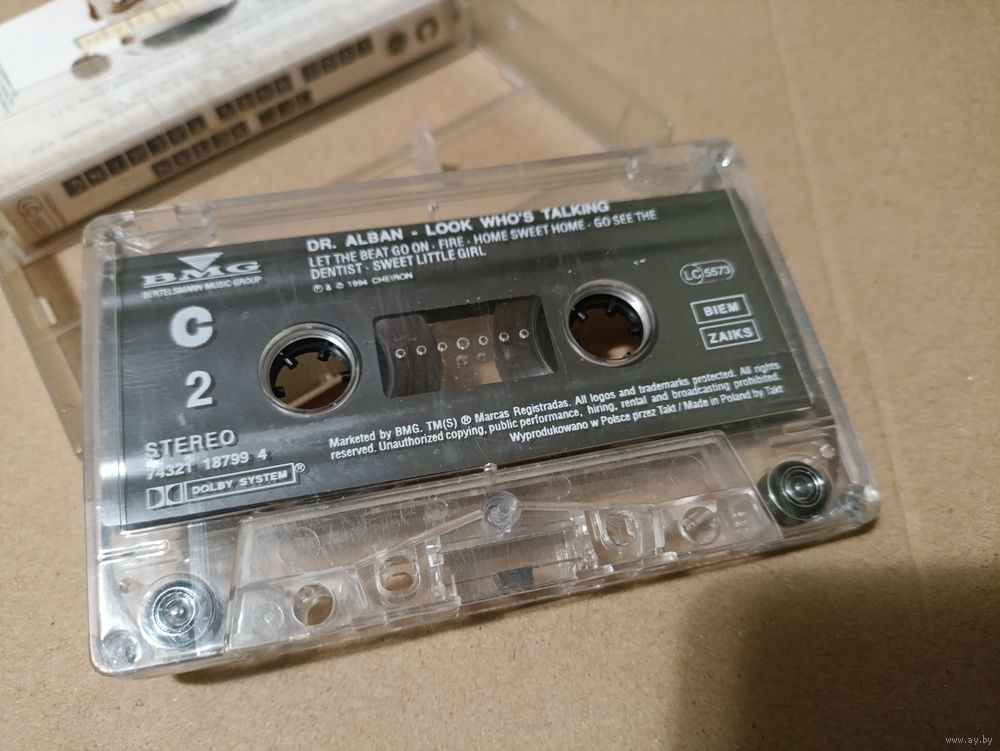 DR. ALBAN - LOOK WHO'S TALKING
LET THE BEAT GO ON · FIRE · HOME SWEET HOME · GO SEE THE
DENTIST · SWEET LITTLE GIRL
℗ & © 1994 CHEIRON
BMG
BERTELSMANN MUSIC GROUP
LC 5573
BIEM
ZAIKS
C
2
STEREO
74321 18799 4
DOLBY SYSTEM®
Marketed by BMG. TM(S) ® Marcas Registradas. All logos and trademarks protected. All rights
reserved. Unauthorized copying, public performance, hiring, rental and broadcasting prohibited.
Wyprodukowano w Polsce przez Takt / Made in Poland by Takt
www.ay.by